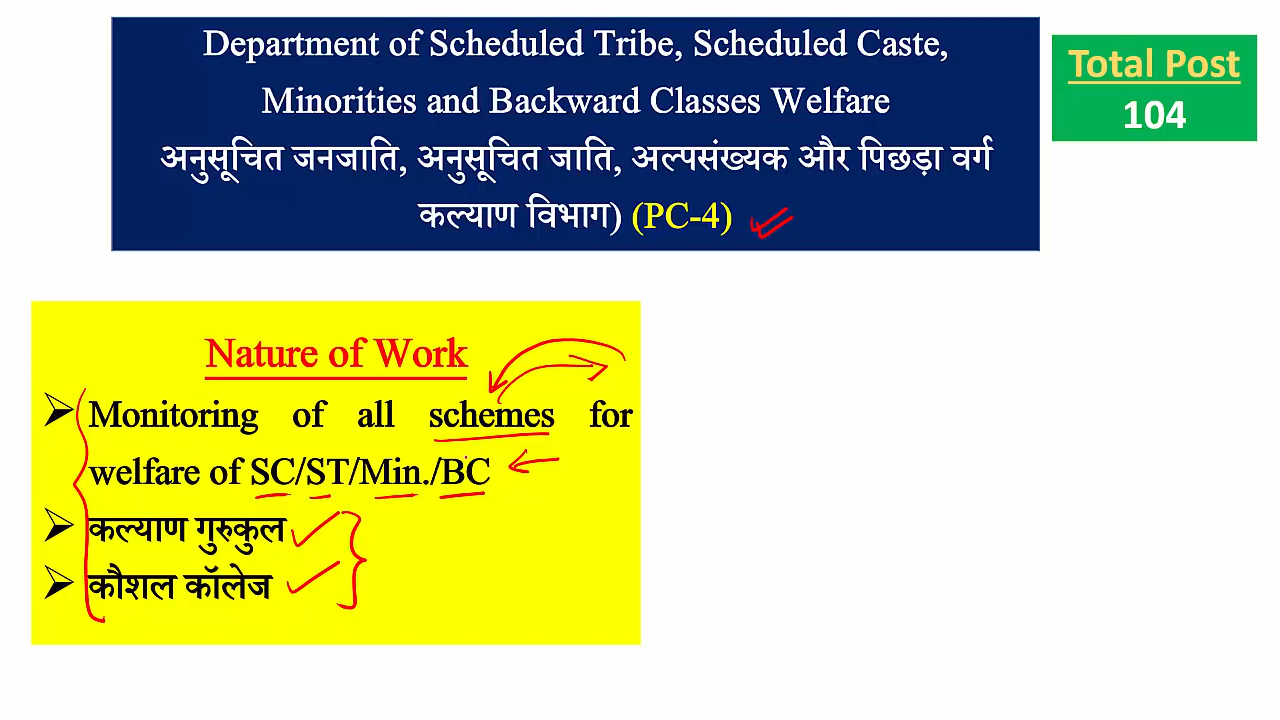 Department of Scheduled Tribe, Scheduled Caste,
Minorities and Backward Classes Welfare
अनुसूचित जनजाति, अनुसूचित जाति, अल्पसंख्यक और पिछड़ा वर्ग
कल्याण विभाग) (PC-4)
Total Post
104
Nature of Work
Monitoring of all schemes for
welfare of SC/ST/Min./BC
कल्याण गुरुकुल
कौशल कॉलेज